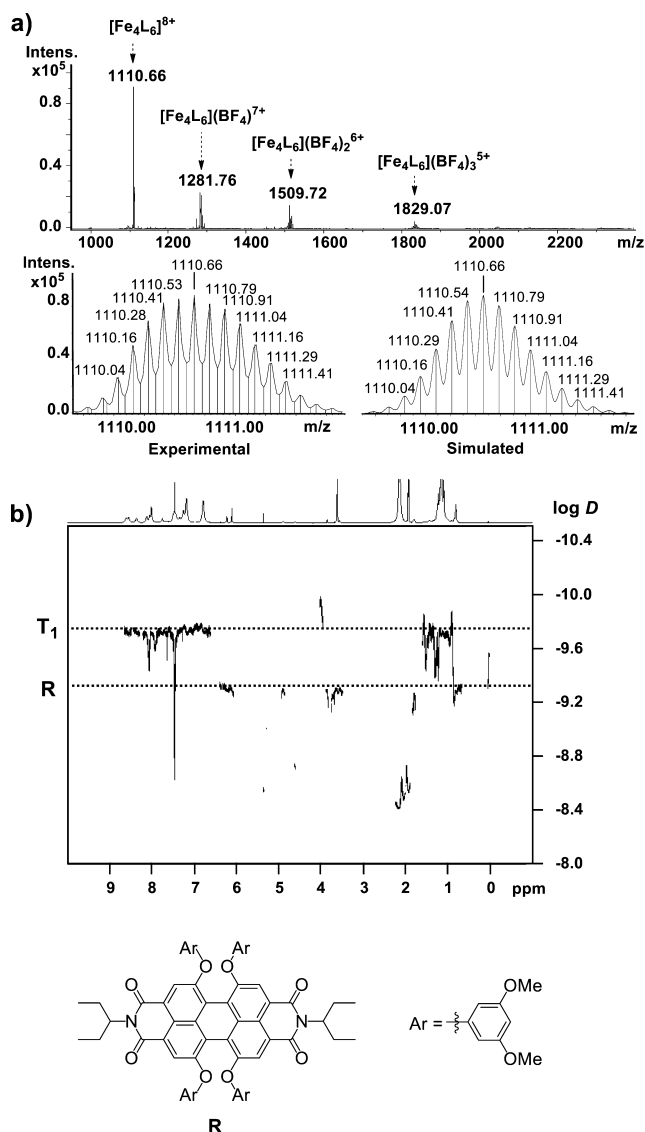 a)
[Fe4L6]8+
Intens.
x10^5
1110.66
[Fe4L6](BF4)7+
[Fe4L6](BF4)2 6+
[Fe4L6](BF4)3 5+
0.8
1281.76
1509.72
1829.07
0.4
0.0
1000 1200 1400 1600 1800 2000 2200 m/z
Intens.
x10^5
1110.66
1110.53
1110.79
1110.41
1110.91
1110.28
1111.04
1110.16
1111.16
1110.04
1111.29
1111.41
0.8
0.4
0.0
1110.00 1111.00 m/z
Experimental
1110.66
1110.54
1110.79
1110.41
1110.91
1110.29
1111.04
1110.16
1111.16
1110.04
1111.29
1111.41
1110.00 1111.00 m/z
Simulated
b)
log D
-10.4
-10.0
T1
-9.6
R
-9.2
-8.8
-8.4
-8.0
9 8 7 6 5 4 3 2 1 0 ppm
Ar Ar
O O
O O
N N
O O
O O
Ar Ar
R
Ar =
OMe
OMe